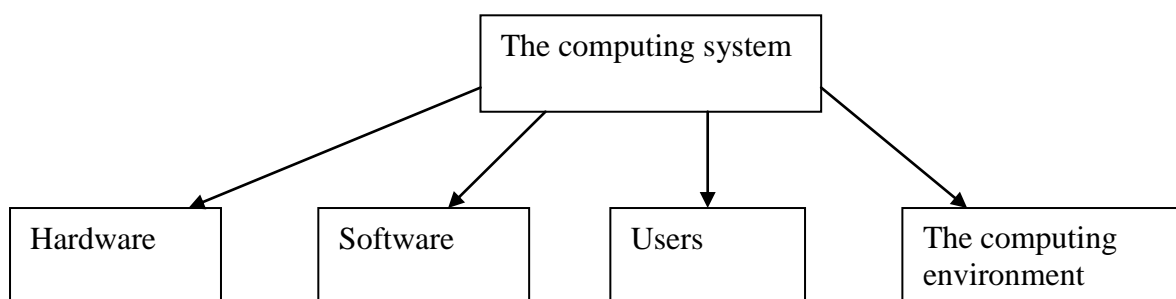 The computing system
Hardware
Software
Users
The computing
environment